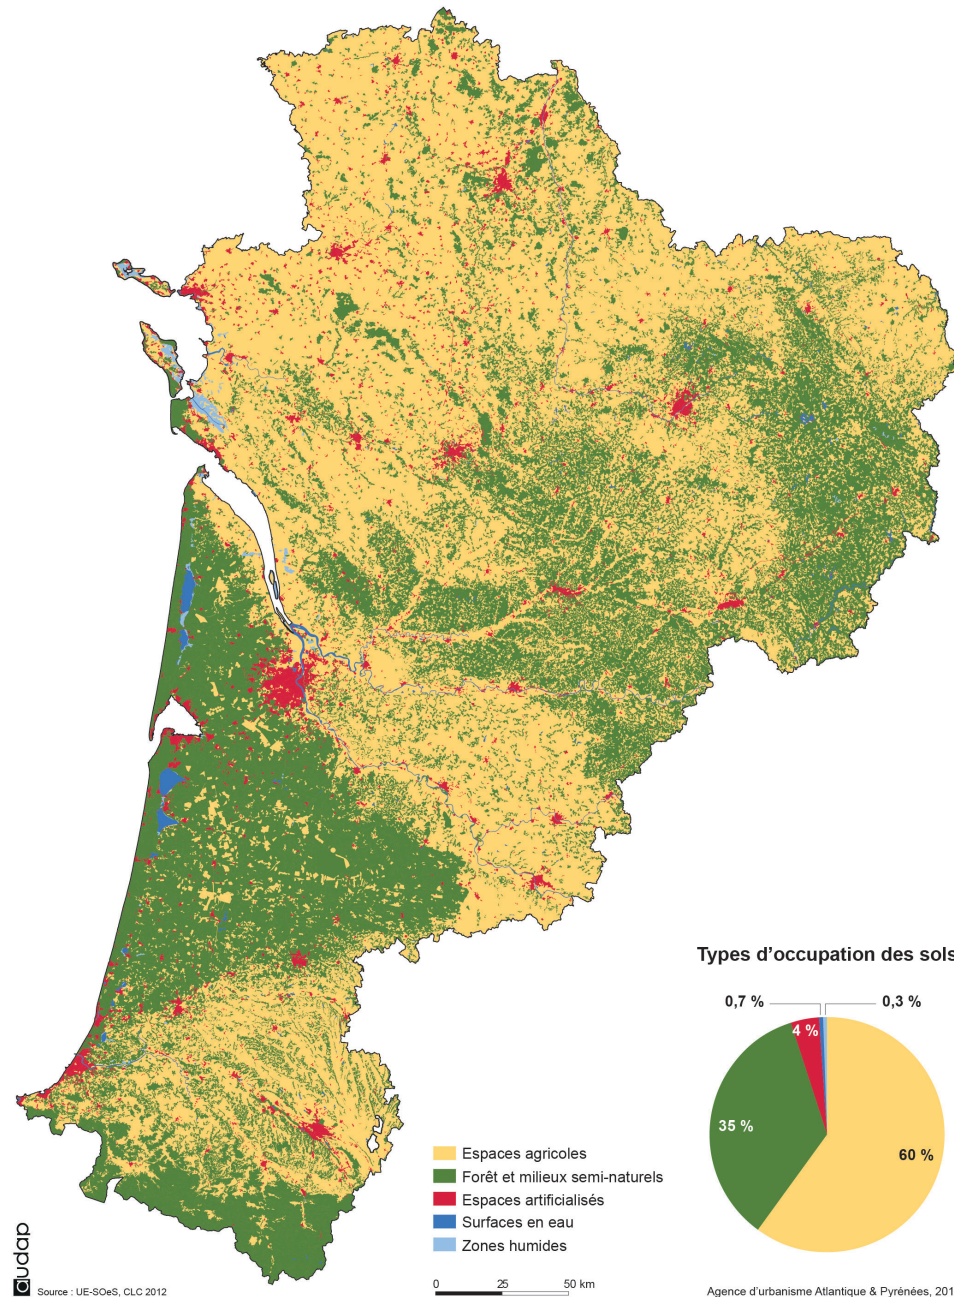 Types d'occupation des sols
0,7 %
0,3 %
4 %
35 %
60 %
Espaces agricoles
Forêt et milieux semi-naturels
Espaces artificialisés
Surfaces en eau
Zones humides
0 25 50 km
audap
Source : UE-SOeS, CLC 2012
Agence d'urbanisme Atlantique & Pyrénées, 201